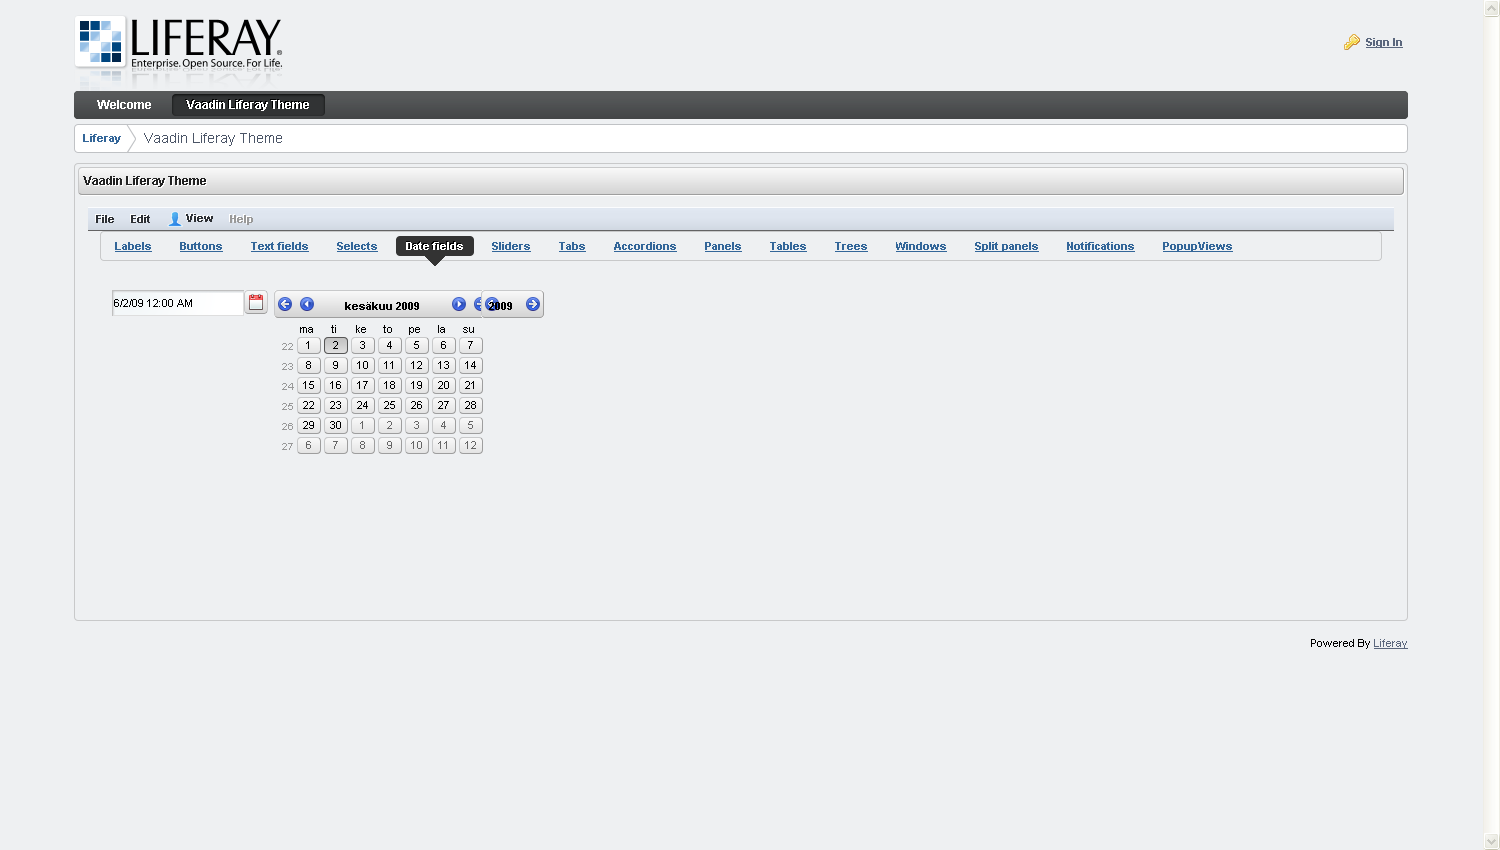 LIFERAY.
Enterprise. Open Source. For Life.
Sign In
Welcome Vaadin Liferay Theme
Liferay Vaadin Liferay Theme
Vaadin Liferay Theme
File Edit View Help
Labels Buttons Text fields Selects Date fields Sliders Tabs Accordions Panels Tables Trees Windows Split panels Notifications PopupViews
6/2/09 12:00 AM kesäkuu 2009 2009
ma ti ke to pe la su
22 1 2 3 4 5 6 7
23 8 9 10 11 12 13 14
24 15 16 17 18 19 20 21
25 22 23 24 25 26 27 28
26 29 30 1 2 3 4 5
27 6 7 8 9 10 11 12
Powered By Liferay